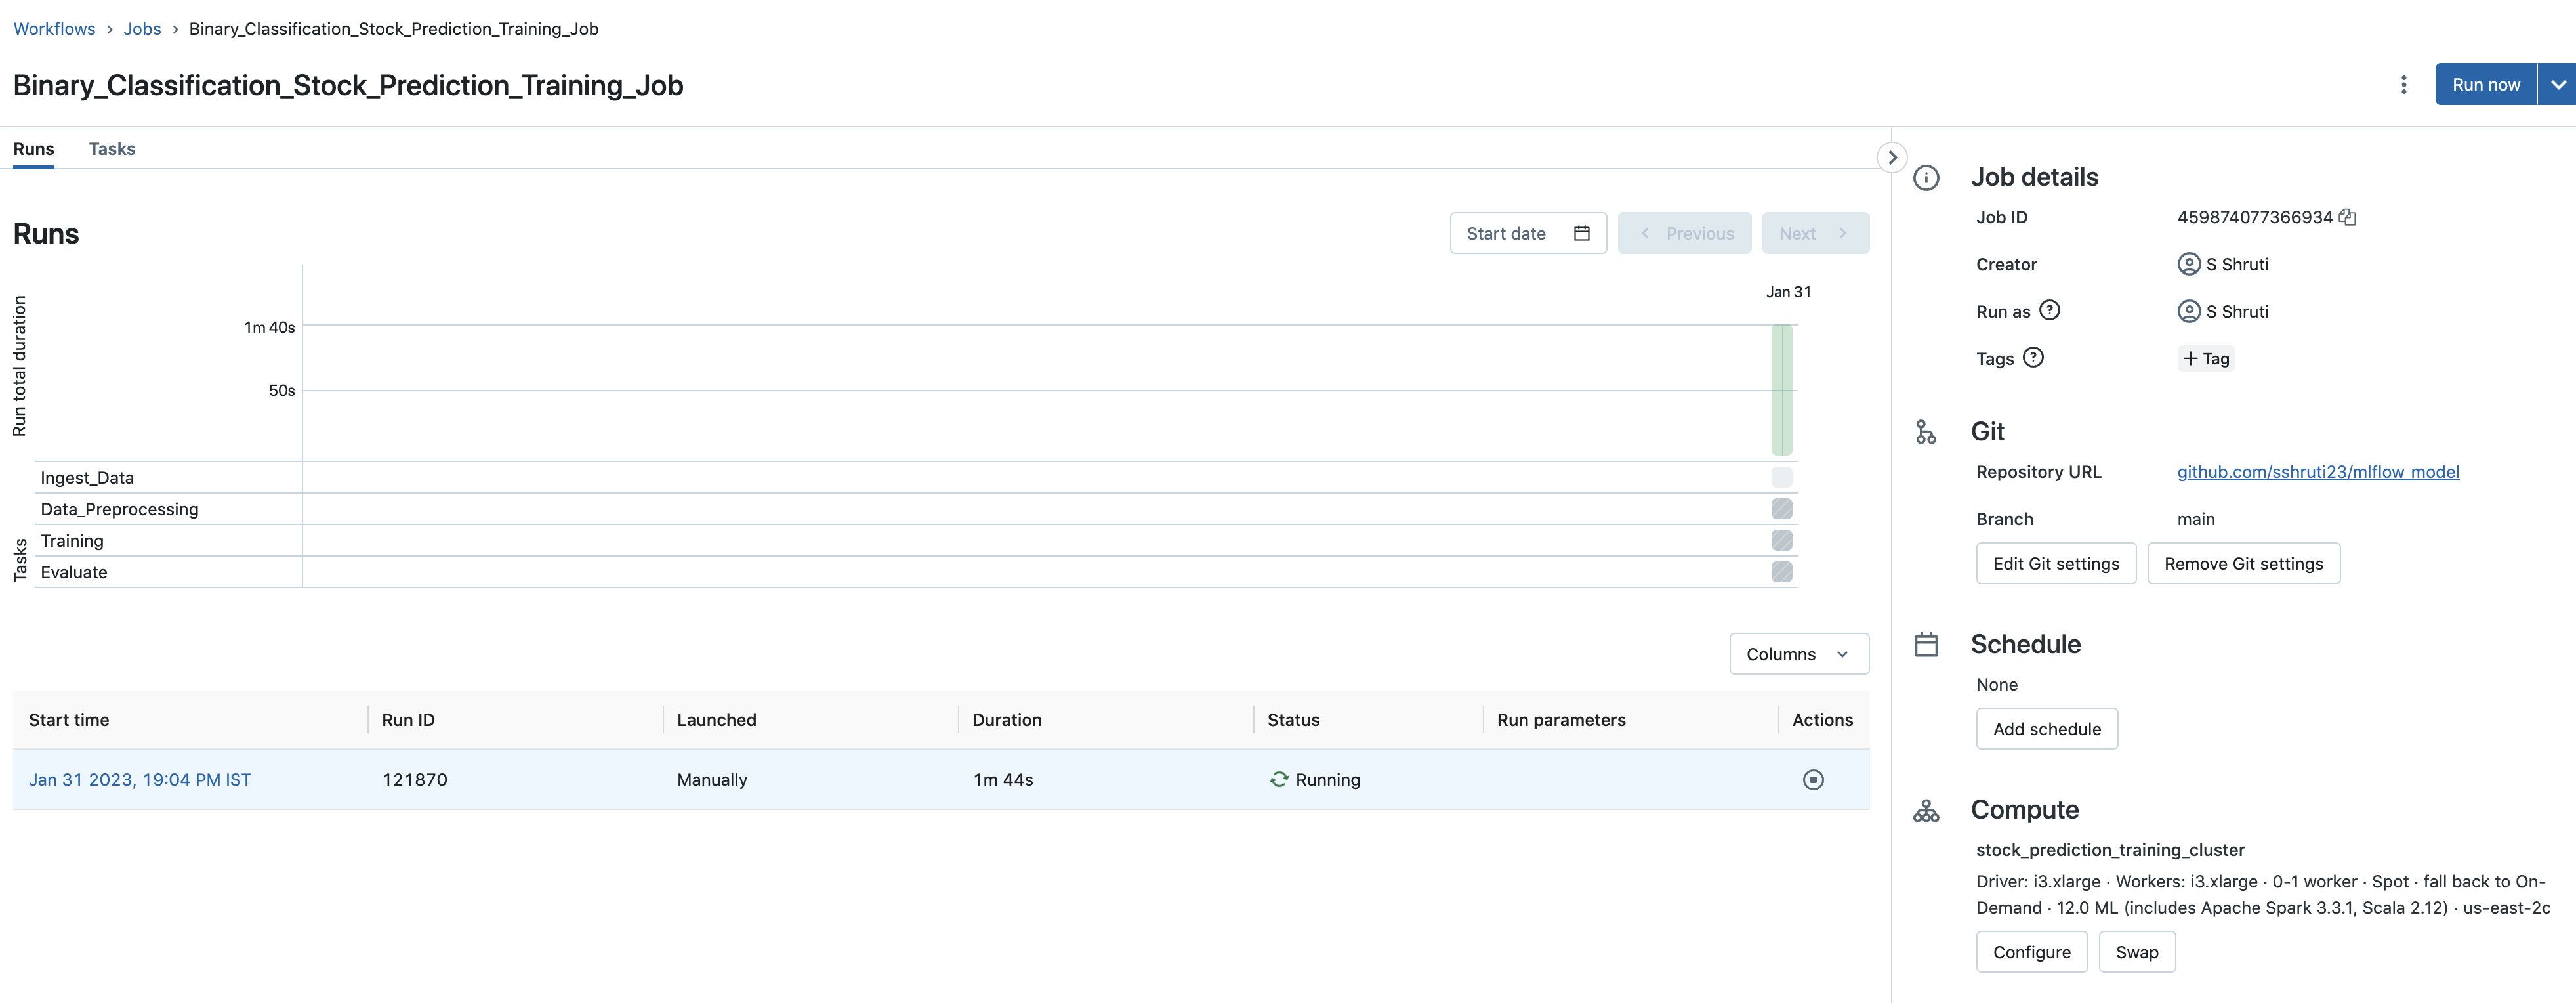 Workflows › Jobs › Binary_Classification_Stock_Prediction_Training_Job
Binary_Classification_Stock_Prediction_Training_Job
Run now
Runs
Tasks
Runs
Start date
Previous
Next
Run total duration
Jan 31
1m 40s
50s
Tasks
Ingest_Data
Data_Preprocessing
Training
Evaluate
Columns
Start time Run ID Launched Duration Status Run parameters Actions
Jan 31 2023, 19:04 PM IST 121870 Manually 1m 44s Running
Job details
Job ID 459874077366934
Creator S Shruti
Run as S Shruti
Tags + Tag
Git
Repository URL github.com/sshruti23/mlflow_model
Branch main
Edit Git settings Remove Git settings
Schedule
None
Add schedule
Compute
stock_prediction_training_cluster
Driver: i3.xlarge · Workers: i3.xlarge · 0-1 worker · Spot · fall back to On-
Demand · 12.0 ML (includes Apache Spark 3.3.1, Scala 2.12) · us-east-2c
Configure Swap